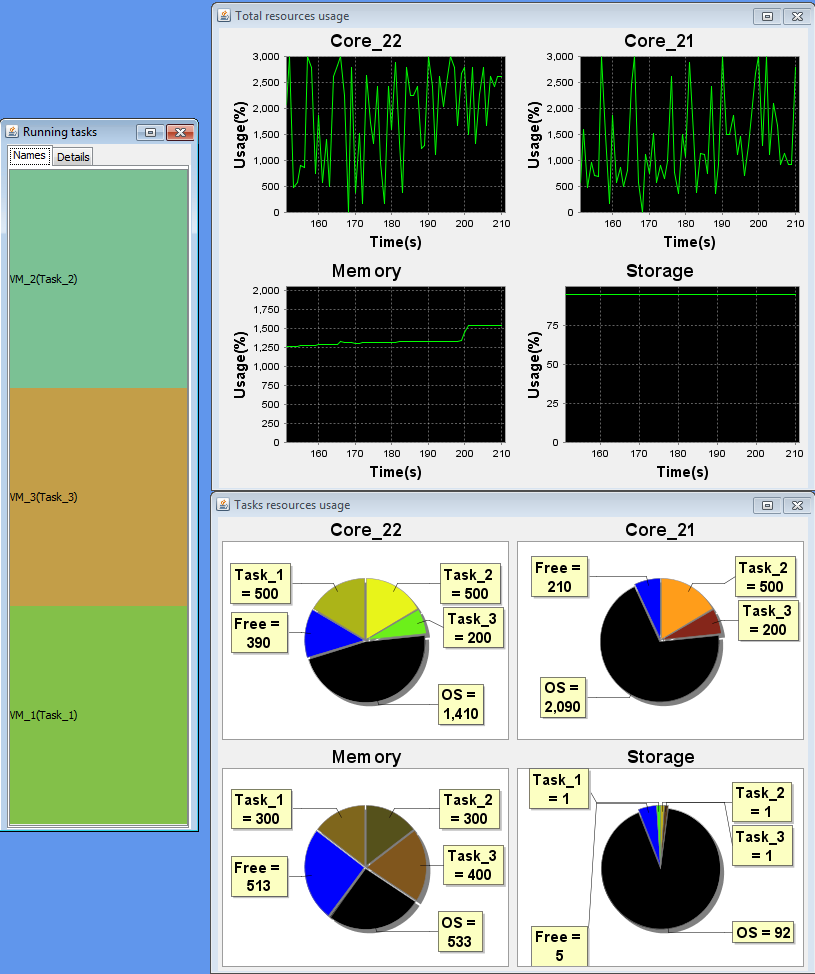 Total resources usage
Core_22
3,000
2,500
2,000
1,500
1,000
500
0
Usage(%)
160 170 180 190 200 210
Time(s)
Core_21
3,000
2,500
2,000
1,500
1,000
500
0
Usage(%)
160 170 180 190 200 210
Time(s)
Memory
2,000
1,750
1,500
1,250
1,000
750
500
250
0
Usage(%)
160 170 180 190 200 210
Time(s)
Storage
75
50
25
0
Usage(%)
160 170 180 190 200 210
Time(s)
Running tasks
Names Details
VM_2(Task_2)
VM_3(Task_3)
VM_1(Task_1)
Tasks resources usage
Core_22
Task_1
= 500
Task_2
= 500
Free =
390
Task_3
= 200
OS =
1,410
Core_21
Free =
210
Task_2
= 500
Task_3
= 200
OS =
2,090
Memory
Task_1
= 300
Task_2
= 300
Free =
513
Task_3
= 400
OS =
533
Storage
Task_1
= 1
Task_2
= 1
Task_3
= 1
Free =
5
OS = 92